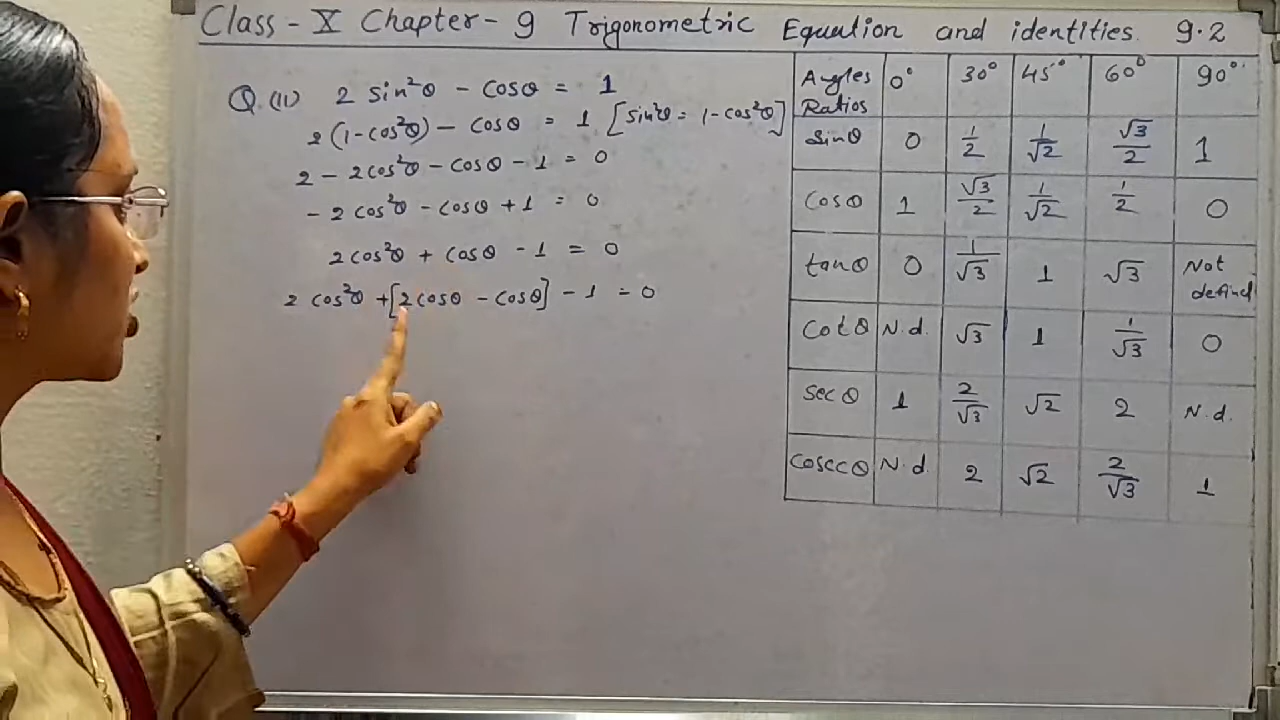 Class - X Chapter - 9 Trigonometric Equation and identities. 9.2
Q (11) 2 sin²θ - cosθ = 1
2 (1-cos²θ) - cosθ = 1 [sin²θ = 1-cos²θ]
2 - 2cos²θ - cosθ - 1 = 0
- 2 cos²θ - cosθ + 1 = 0
2cos²θ + cosθ - 1 = 0
2 cos²θ + [2cosθ - cosθ] - 1 = 0
Angles Ratios 0° 30° 45° 60° 90°
Sinθ 0 1/2 1/√2 √3/2 1
Cosθ 1 √3/2 1/√2 1/2 0
tanθ 0 1/√3 1 √3 Not defined
Cotθ N.d. √3 1 1/√3 0
Sec θ 1 2/√3 √2 2 N.d.
Cosecθ N.d. 2 √2 2/√3 1